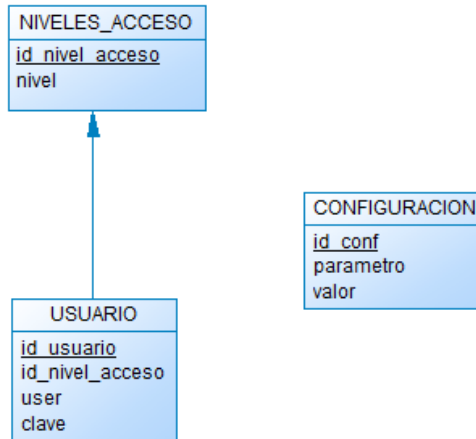 NIVELES_ACCESO
id_nivel_acceso
nivel
CONFIGURACION
id_conf
parametro
valor
USUARIO
id_usuario
id_nivel_acceso
user
clave